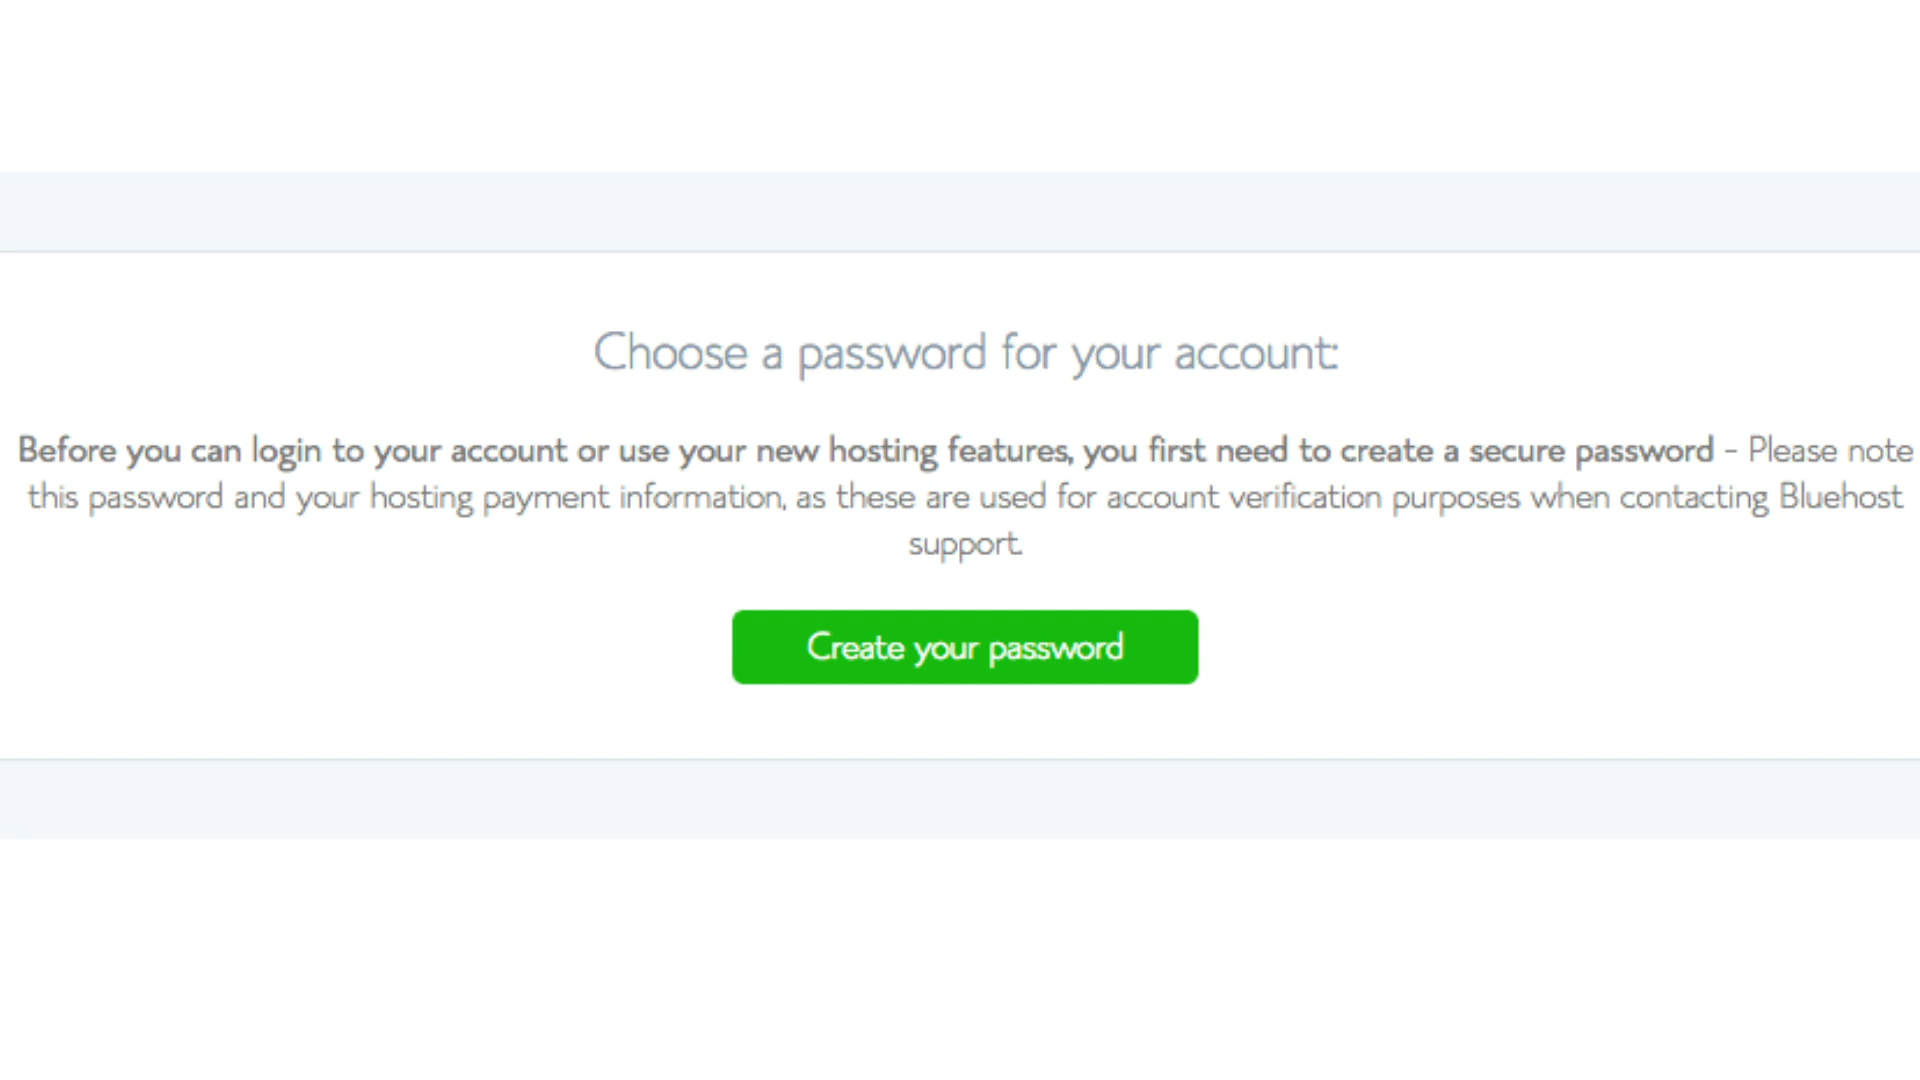 Choose a password for your account:
Before you can login to your account or use your new hosting features, you first need to create a secure password - Please note
this password and your hosting payment information, as these are used for account verification purposes when contacting Bluehost
support.
Create your password